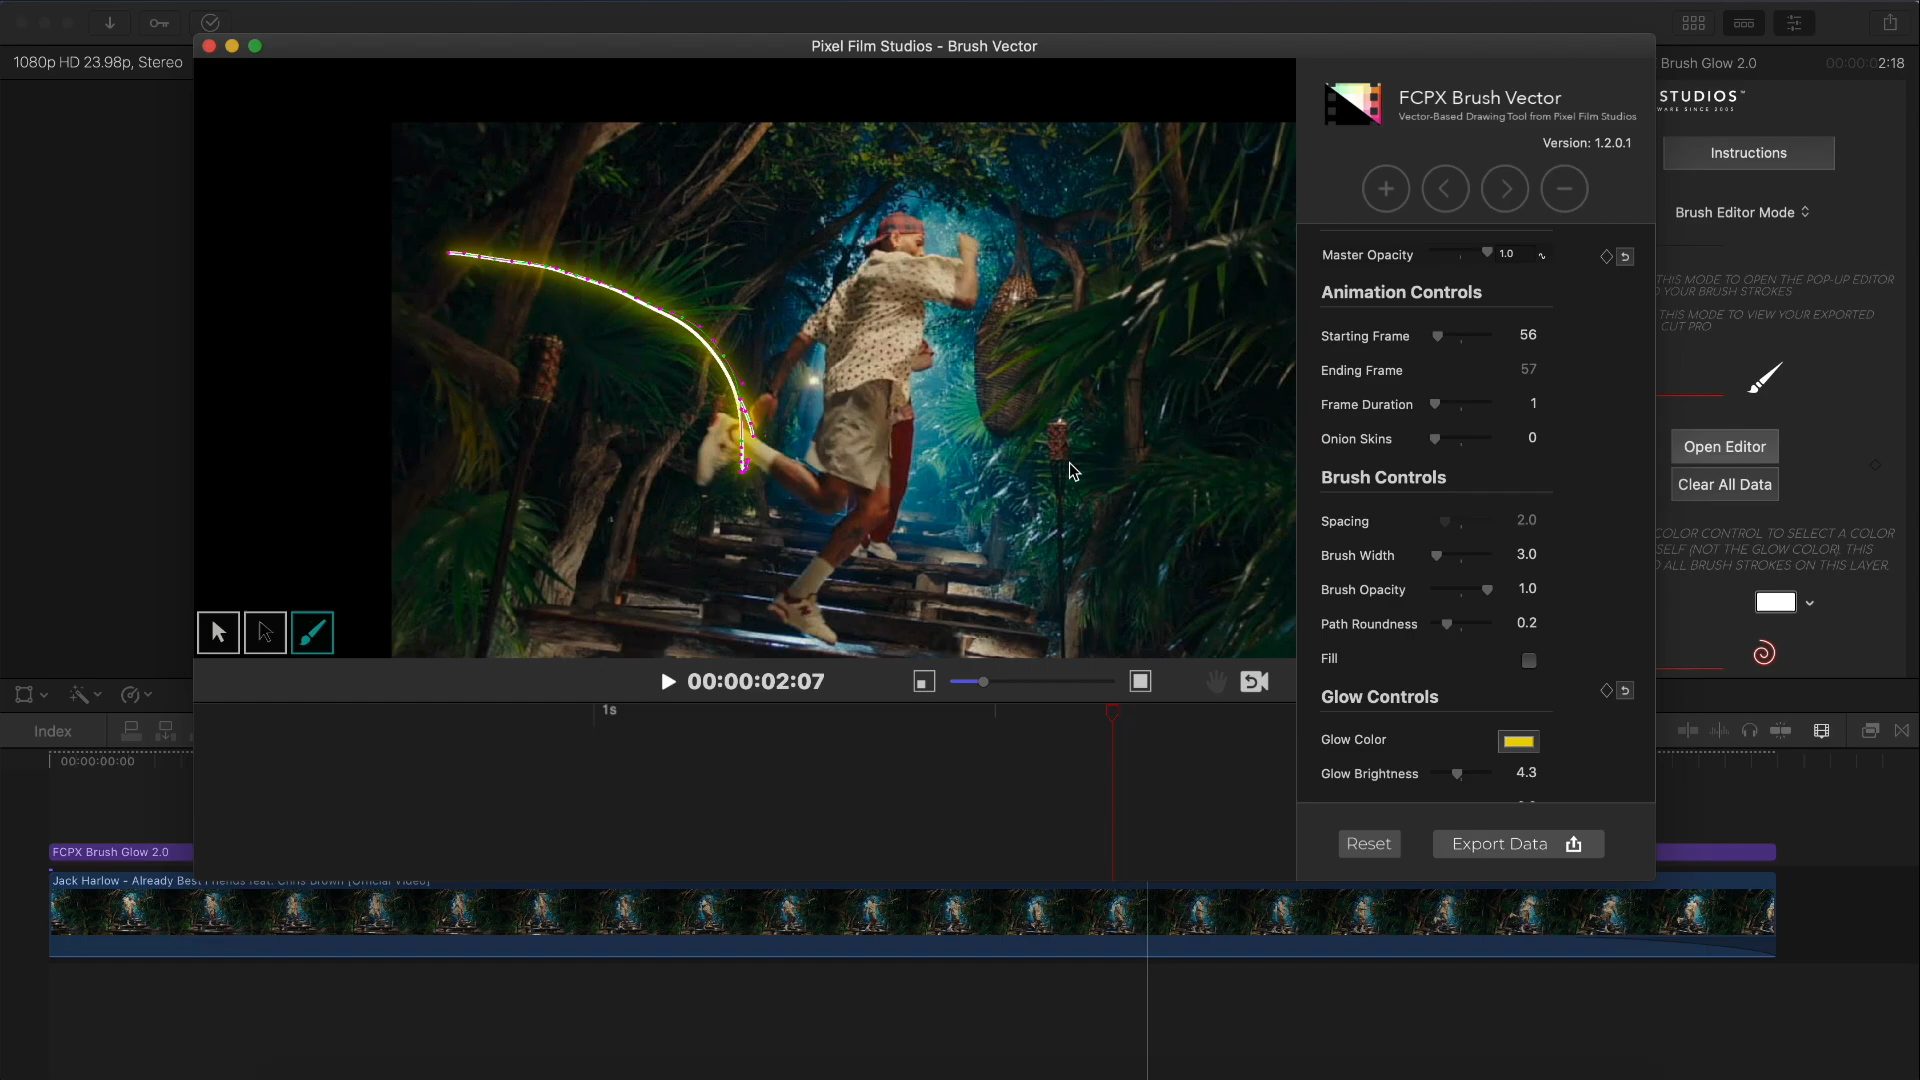 Pixel Film Studios - Brush Vector
1080p HD 23.98p, Stereo
Brush Glow 2.0
00:00:02:18
STUDIOS™
WARE SINCE 2005
FCPX Brush Vector
Vector-Based Drawing Tool from Pixel Film Studios
Version: 1.2.0.1
Instructions
Brush Editor Mode
Master Opacity 1.0
THIS MODE TO OPEN THE POP-UP EDITOR
YOUR BRUSH STROKES
THIS MODE TO VIEW YOUR EXPORTED
CUT PRO
Animation Controls
Starting Frame 56
Ending Frame 57
Frame Duration 1
Onion Skins 0
Open Editor
Clear All Data
Brush Controls
Spacing 2.0
Brush Width 3.0
Brush Opacity 1.0
Path Roundness 0.2
Fill
COLOR CONTROL TO SELECT A COLOR
SELF (NOT THE GLOW COLOR). THIS
ALL BRUSH STROKES ON THIS LAYER.
00:00:02:07
Glow Controls
1s
Glow Color
Glow Brightness 4.3
Index
00:00:00:00
Reset
Export Data
FCPX Brush Glow 2.0
Jack Harlow - Already Best Friends feat. Chris Brown [Official Video]